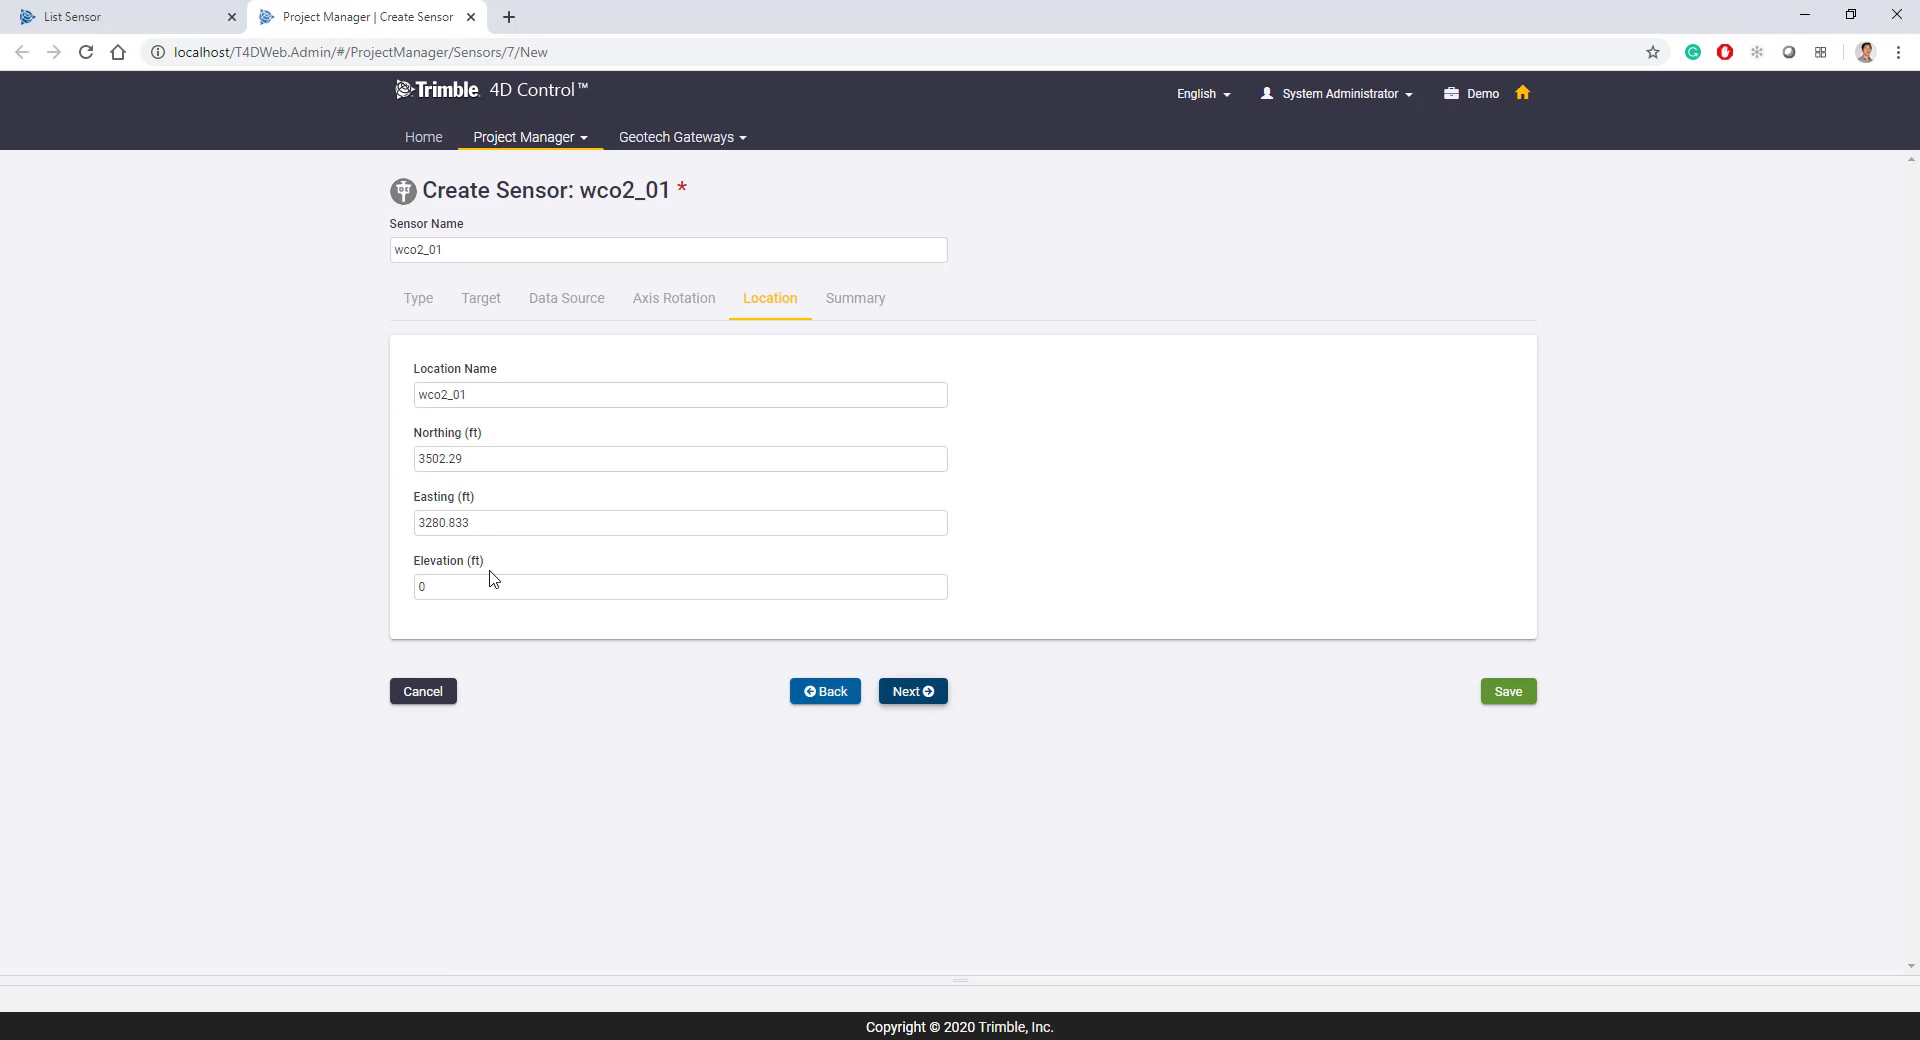 List Sensor
Project Manager | Create Sensor
localhost/T4DWeb.Admin/#/ProjectManager/Sensors/7/New
Trimble. 4D Control™
English
System Administrator
Demo
Home
Project Manager
Geotech Gateways
Create Sensor: wco2_01 *
Sensor Name
wco2_01
Type Target Data Source Axis Rotation Location Summary
Location Name
wco2_01
Northing (ft)
3502.29
Easting (ft)
3280.833
Elevation (ft)
0
Cancel
Back
Next
Save
Copyright © 2020 Trimble, Inc.